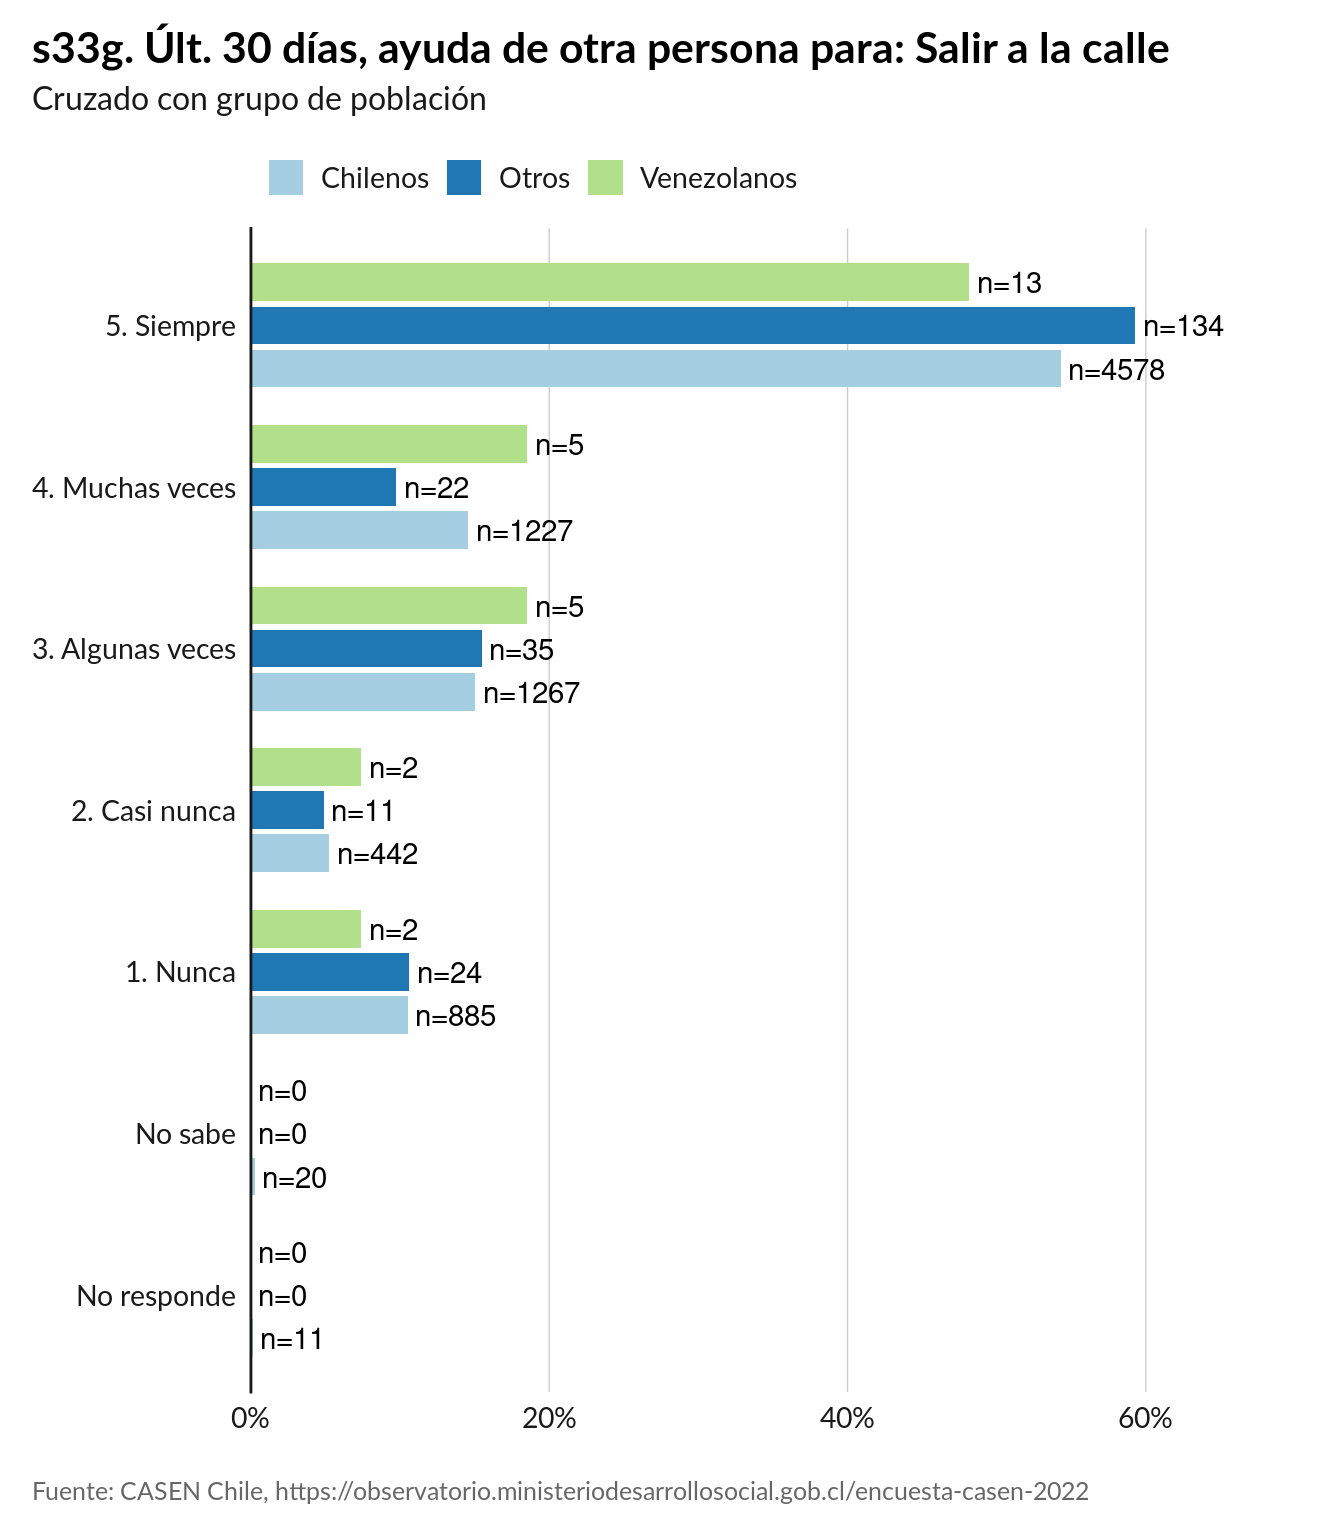 s33g. Últ. 30 días, ayuda de otra persona para: Salir a la calle
Cruzado con grupo de población
Chilenos Otros Venezolanos
n=13
5. Siempre n=134
n=4578
n=5
4. Muchas veces n=22
n=1227
n=5
3. Algunas veces n=35
n=1267
n=2
2. Casi nunca n=11
n=442
n=2
1. Nunca n=24
n=885
n=0
No sabe n=0
n=20
n=0
No responde n=0
n=11
0% 20% 40% 60%
Fuente: CASEN Chile, https://observatorio.ministeriodesarrollosocial.gob.cl/encuesta-casen-2022